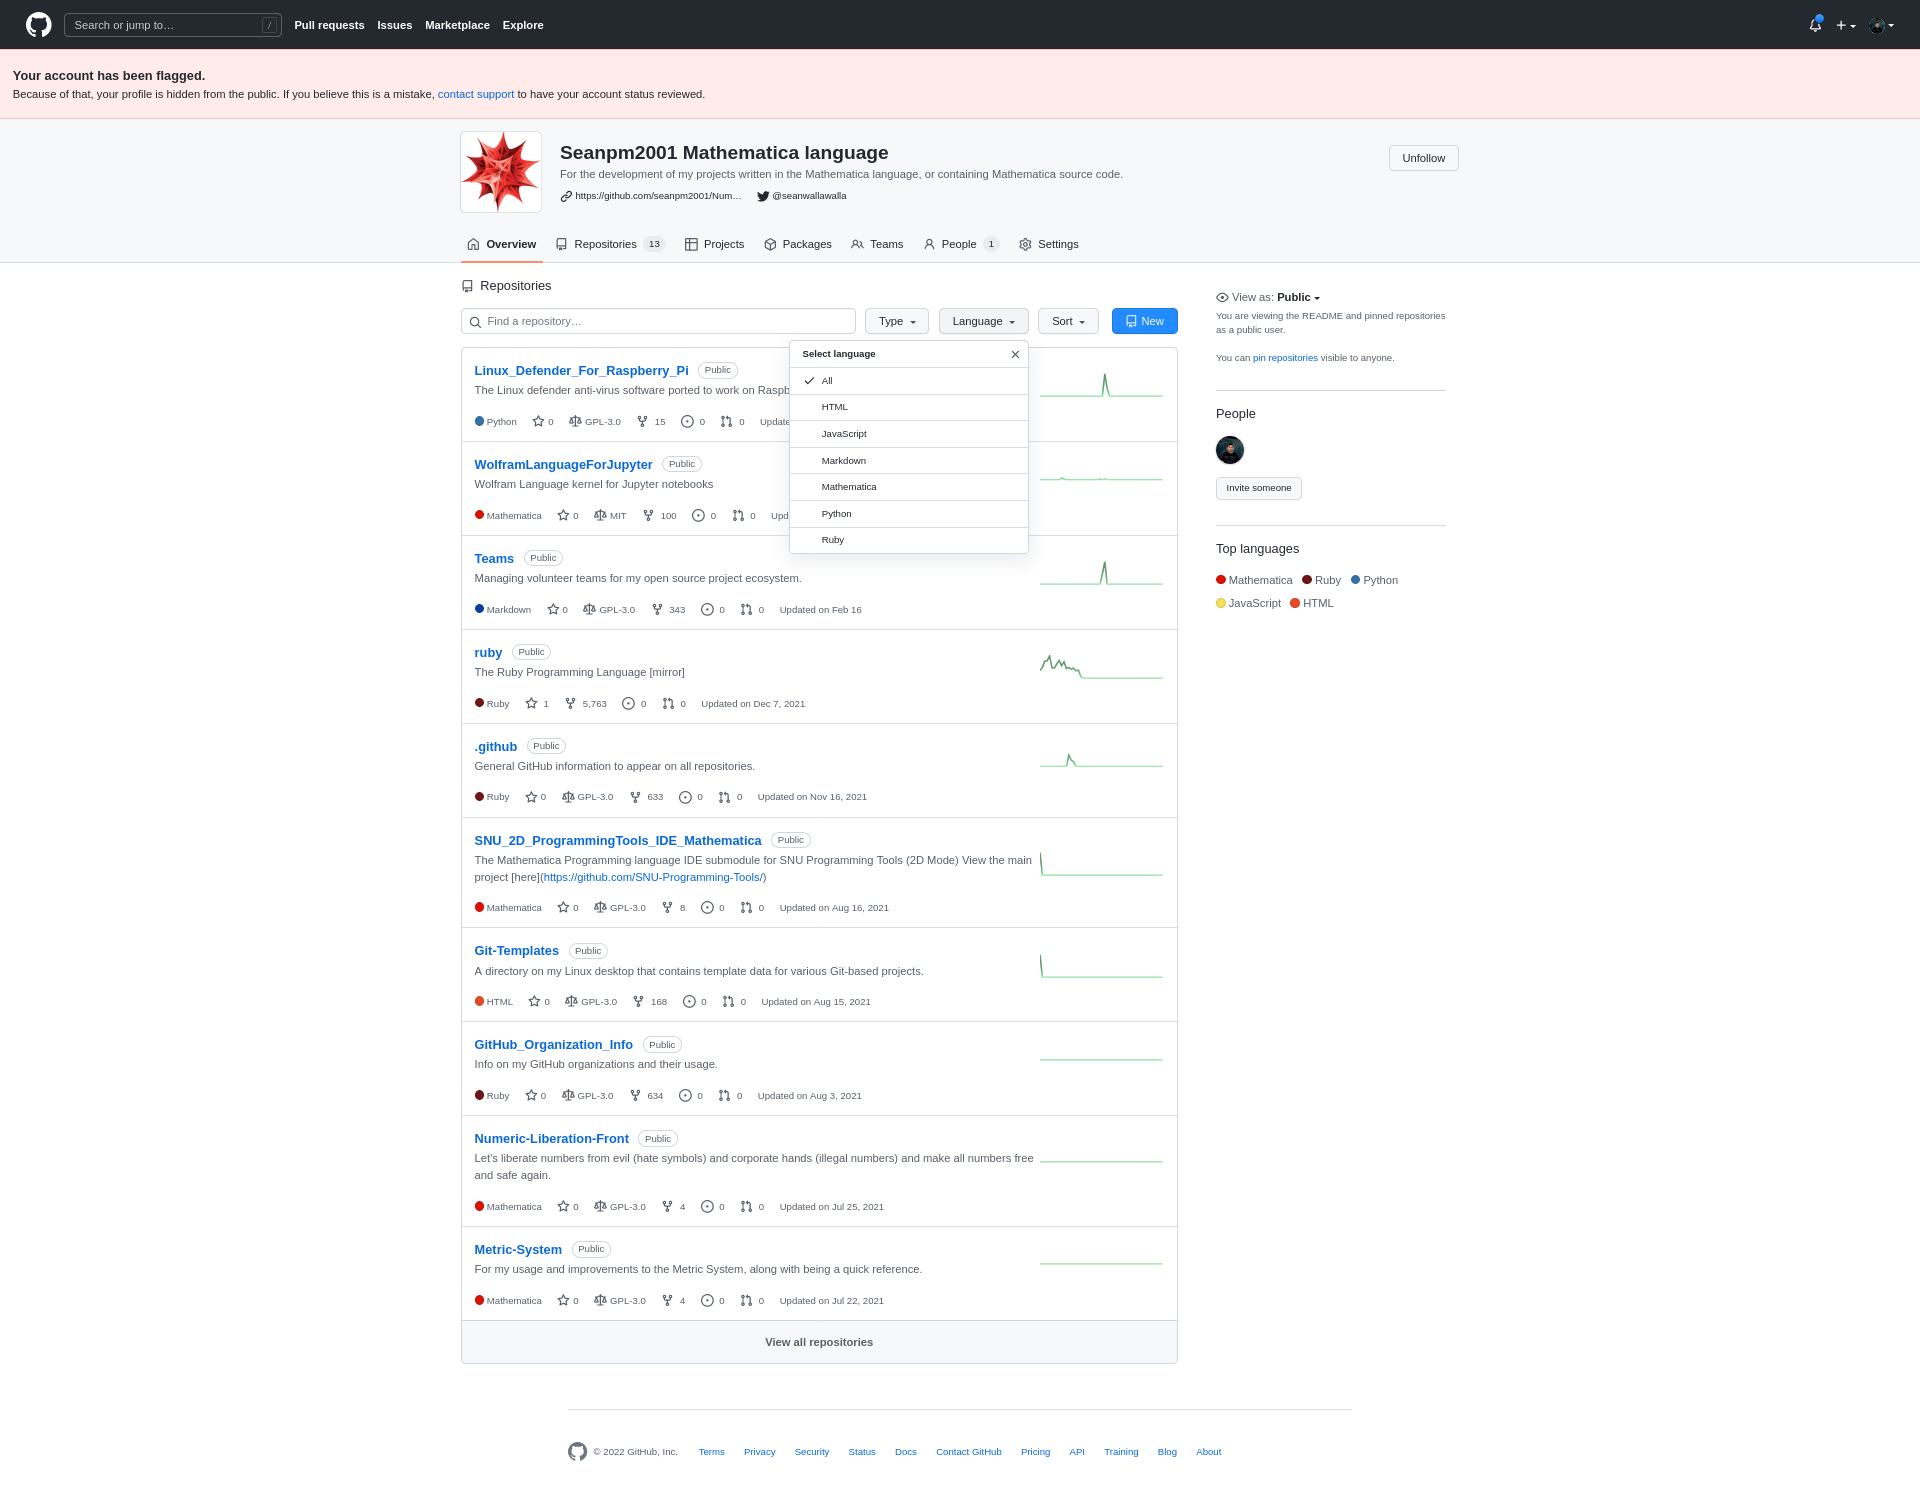 Search or jump to…
/
Pull requests Issues Marketplace Explore
Your account has been flagged.
Because of that, your profile is hidden from the public. If you believe this is a mistake, contact support to have your account status reviewed.
Seanpm2001 Mathematica language
For the development of my projects written in the Mathematica language, or containing Mathematica source code.
https://github.com/seanpm2001/Num… @seanwallawalla
Unfollow
Overview Repositories 13 Projects Packages Teams People 1 Settings
Repositories
Find a repository…
Type Language Sort New
Select language
All
HTML
JavaScript
Markdown
Mathematica
Python
Ruby
Linux_Defender_For_Raspberry_Pi Public
The Linux defender anti-virus software ported to work on
Python 0 GPL-3.0 15 0 0
WolframLanguageForJupyter Public
Wolfram Language kernel for Jupyter notebooks
Mathematica 0 MIT 100 0 0
Teams Public
Managing volunteer teams for my open source project ecosystem.
Markdown 0 GPL-3.0 343 0 0 Updated on Feb 16
ruby Public
The Ruby Programming Language [mirror]
Ruby 1 5,763 0 0 Updated on Dec 7, 2021
.github Public
General GitHub information to appear on all repositories.
Ruby 0 GPL-3.0 633 0 0 Updated on Nov 16, 2021
SNU_2D_ProgrammingTools_IDE_Mathematica Public
The Mathematica Programming language IDE submodule for SNU Programming Tools (2D Mode) View the main
project [here](https://github.com/SNU-Programming-Tools/)
Mathematica 0 GPL-3.0 8 0 0 Updated on Aug 16, 2021
Git-Templates Public
A directory on my Linux desktop that contains template data for various Git-based projects.
HTML 0 GPL-3.0 168 0 0 Updated on Aug 15, 2021
GitHub_Organization_Info Public
Info on my GitHub organizations and their usage.
Ruby 0 GPL-3.0 634 0 0 Updated on Aug 3, 2021
Numeric-Liberation-Front Public
Let's liberate numbers from evil (hate symbols) and corporate hands (illegal numbers) and make all numbers free
and safe again.
Mathematica 0 GPL-3.0 4 0 0 Updated on Jul 25, 2021
Metric-System Public
For my usage and improvements to the Metric System, along with being a quick reference.
Mathematica 0 GPL-3.0 4 0 0 Updated on Jul 22, 2021
View all repositories
View as: Public
You are viewing the README and pinned repositories
as a public user.
You can pin repositories visible to anyone.
People
Invite someone
Top languages
Mathematica Ruby Python
JavaScript HTML
© 2022 GitHub, Inc. Terms Privacy Security Status Docs Contact GitHub Pricing API Training Blog About